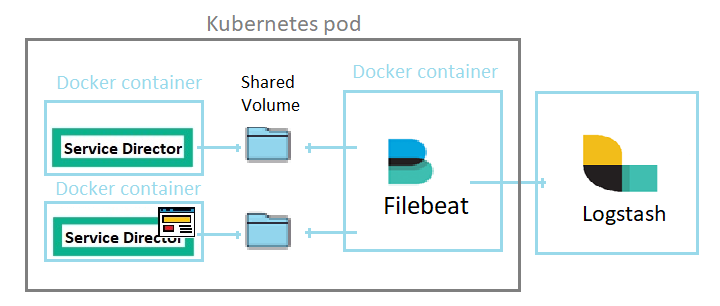 Kubernetes pod
Docker container
Shared
Volume
Docker container
Service Director
Docker container
Service Director
Filebeat
Logstash